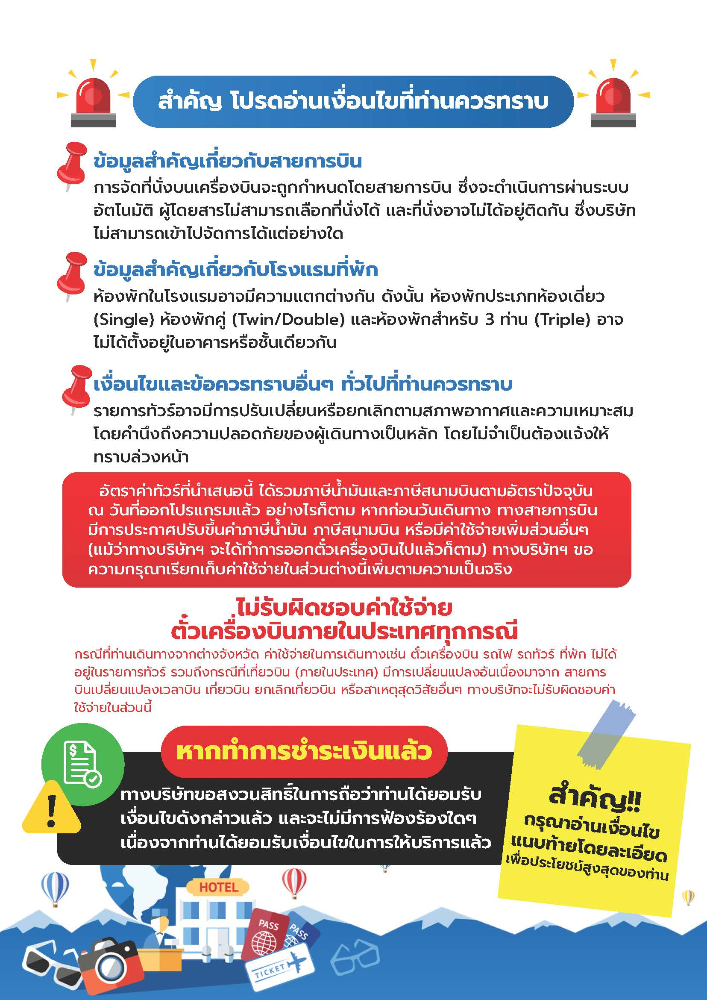 สำคัญ โปรดอ่านเงื่อนไขที่ท่านควรทราบ
ข้อมูลสำคัญเกี่ยวกับสายการบิน
การจัดที่นั่งบนเครื่องบินจะถูกกำหนดโดยสายการบิน ซึ่งจะดำเนินการผ่านระบบ
อัตโนมัติ ผู้โดยสารไม่สามารถเลือกที่นั่งได้ และที่นั่งอาจไม่ได้อยู่ติดกัน ซึ่งบริษัท
ไม่สามารถเข้าไปจัดการได้แต่อย่างใด
ข้อมูลสำคัญเกี่ยวกับโรงแรมที่พัก
ห้องพักในโรงแรมอาจมีความแตกต่างกัน ดังนั้น ห้องพักประเภทห้องเดี่ยว
(Single) ห้องพักคู่ (Twin/Double) และห้องพักสำหรับ 3 ท่าน (Triple) อาจ
ไม่ได้ตั้งอยู่ในอาคารหรือชั้นเดียวกัน
เงื่อนไขและข้อควรทราบอื่นๆ ทั่วไปที่ท่านควรทราบ
รายการทัวร์อาจมีการปรับเปลี่ยนหรือยกเลิกตามสภาพอากาศและความเหมาะสม
โดยคำนึงถึงความปลอดภัยของผู้เดินทางเป็นหลัก โดยไม่จำเป็นต้องแจ้งให้
ทราบล่วงหน้า
อัตราค่าทัวร์ที่นำเสนอนี้ ได้รวมภาษีน้ำมันและภาษีสนามบินตามอัตราปัจจุบัน
ณ วันที่ออกโปรแกรมแล้ว อย่างไรก็ตาม หากก่อนวันเดินทาง ทางสายการบิน
มีการประกาศปรับขึ้นค่าภาษีน้ำมัน ภาษีสนามบิน หรือมีค่าใช้จ่ายเพิ่มส่วนอื่นๆ
(แม้ว่าทางบริษัทฯ จะได้ทำการออกตั๋วเครื่องบินไปแล้วก็ตาม) ทางบริษัทฯ ขอ
ความกรุณาเรียกเก็บค่าใช้จ่ายในส่วนต่างนี้เพิ่มตามความเป็นจริง
ไม่รับผิดชอบค่าใช้จ่าย
ตั๋วเครื่องบินภายในประเทศทุกกรณี
กรณีที่ท่านเดินทางจากต่างจังหวัด ค่าใช้จ่ายในการเดินทางเช่น ตั๋วเครื่องบิน รถไฟ รถทัวร์ ที่พัก ไม่ได้
อยู่ในรายการทัวร์ รวมถึงกรณีที่เที่ยวบิน (ภายในประเทศ) มีการเปลี่ยนแปลงอันเนื่องมาจาก สายการ
บินเปลี่ยนแปลงเวลาบิน เที่ยวบิน ยกเลิกเที่ยวบิน หรือสาเหตุสุดวิสัยอื่นๆ ทางบริษัทจะไม่รับผิดชอบค่า
ใช้จ่ายในส่วนนี้
หากทำการชำระเงินแล้ว
ทางบริษัทขอสงวนสิทธิ์ในการถือว่าท่านได้ยอมรับ
เงื่อนไขดังกล่าวแล้ว และจะไม่มีการฟ้องร้องใดๆ
เนื่องจากท่านได้ยอมรับเงื่อนไขในการให้บริการแล้ว
สำคัญ!!
กรุณาอ่านเงื่อนไข
แนบท้ายโดยละเอียด
เพื่อประโยชน์สูงสุดของท่าน
HOTEL
PASS
PASS
TICKET